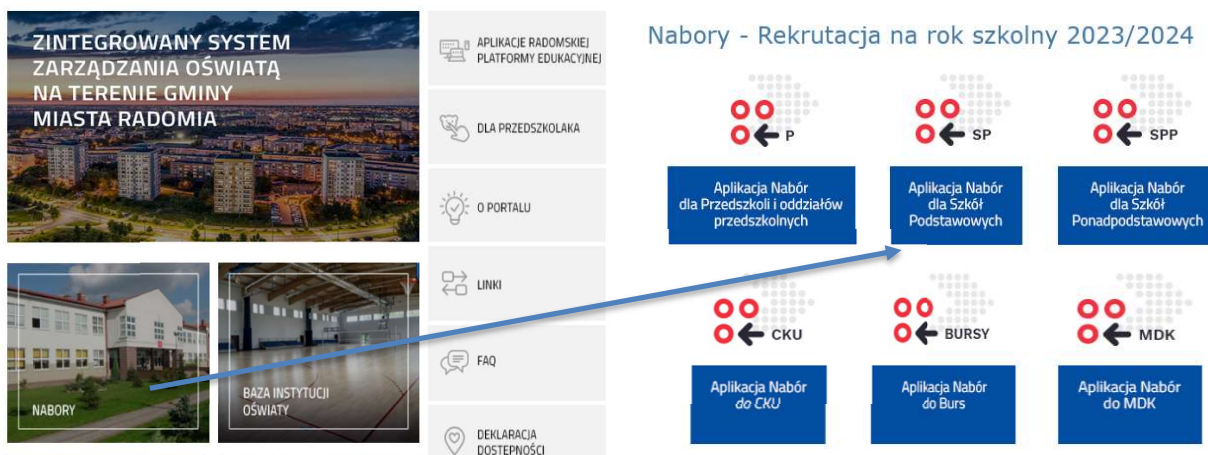 ZINTEGROWANY SYSTEM
ZARZĄDZANIA OŚWIATĄ
NA TERENIE GMINY
MIASTA RADOMIA
NABORY
BAZA INSTYTUCJI
OŚWIATY
APLIKACJE RADOMSKIEJ
PLATFORMY EDUKACYJNEJ
DLA PRZEDSZKOLAKA
O PORTALU
LINKI
FAQ
DEKLARACJA
DOSTĘPNOŚCI
Nabory - Rekrutacja na rok szkolny 2023/2024
P
SP
SPP
Aplikacja Nabór
dla Przedszkoli i oddziałów
przedszkolnych
Aplikacja Nabór
dla Szkół
Podstawowych
Aplikacja Nabór
dla Szkół
Ponadpodstawowych
CKU
BURSY
MDK
Aplikacja Nabór
do CKU
Aplikacja Nabór
do Burs
Aplikacja Nabór
do MDK